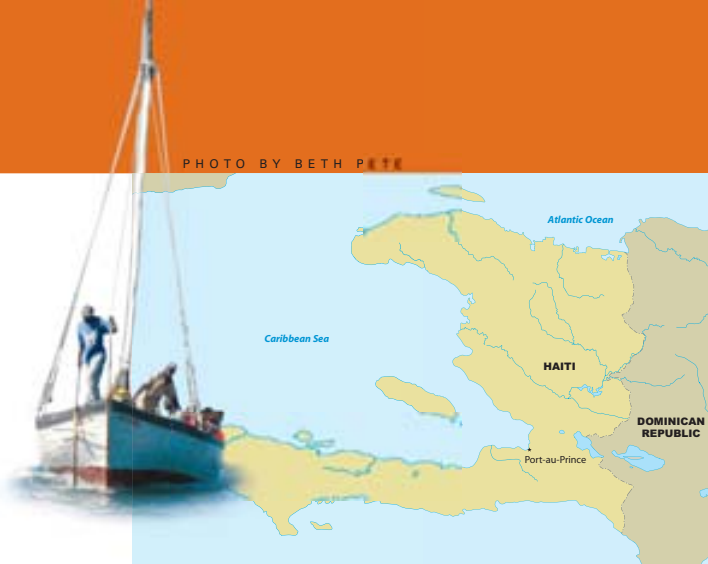 PHOTO BY BETH
Atlantic Ocean
Caribbean Sea
HAITI
DOMINICAN
REPUBLIC
Port-au-Prince